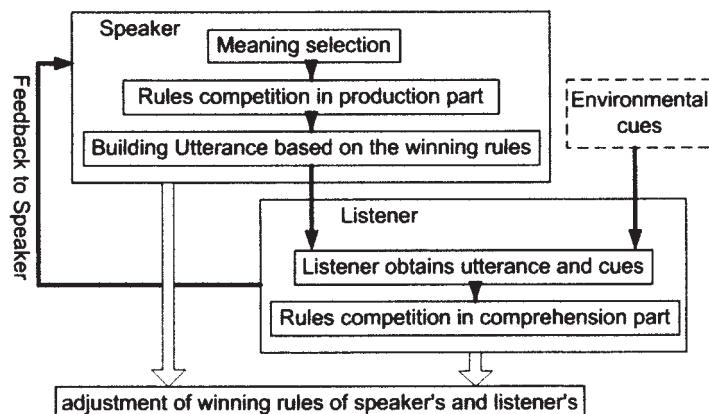 Speaker
Meaning selection
Rules competition in production part
Building Utterance based on the winning rules
Feedback to Speaker
Environmental
cues
Listener
Listener obtains utterance and cues
Rules competition in comprehension part
adjustment of winning rules of speaker's and listener's